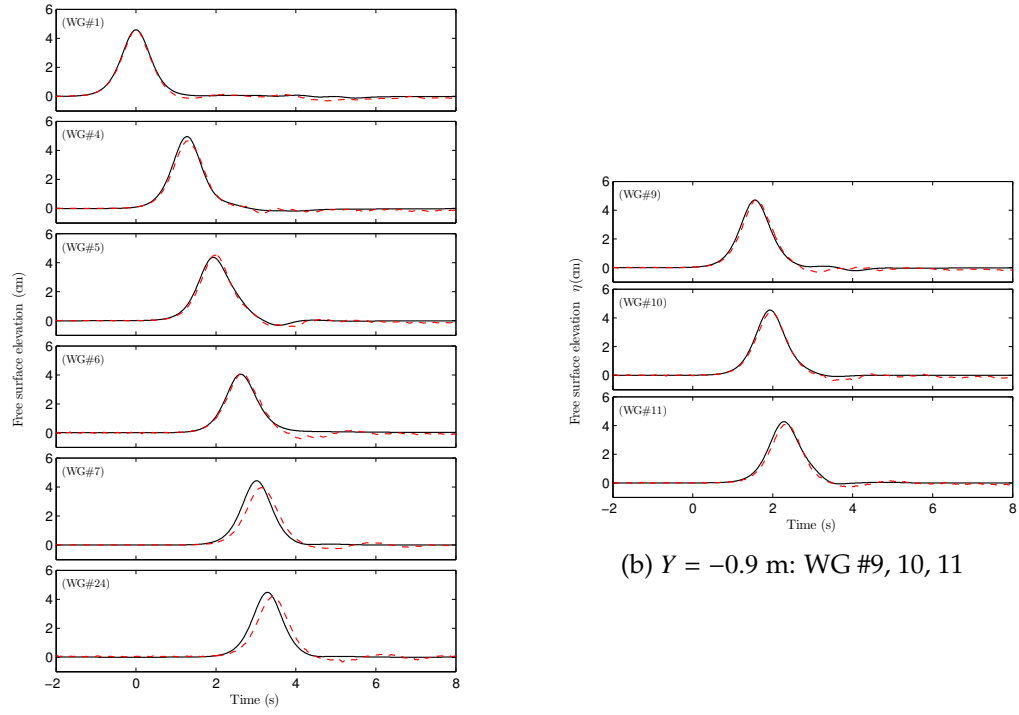 6
4
2
0
(WG#1)
6
4
2
0
(WG#4)
6
4
2
0
(WG#5)
6
4
2
0
(WG#6)
6
4
2
0
(WG#7)
6
4
2
0
(WG#24)
−2 0 2 4 6 8
Time (s)
Free surface elevation (cm)
6
4
2
0
(WG#9)
6
4
2
0
(WG#10)
6
4
2
0
(WG#11)
−2 0 2 4 6 8
Time (s)
Free surface elevation η(cm)
(b) Y = −0.9 m: WG #9, 10, 11